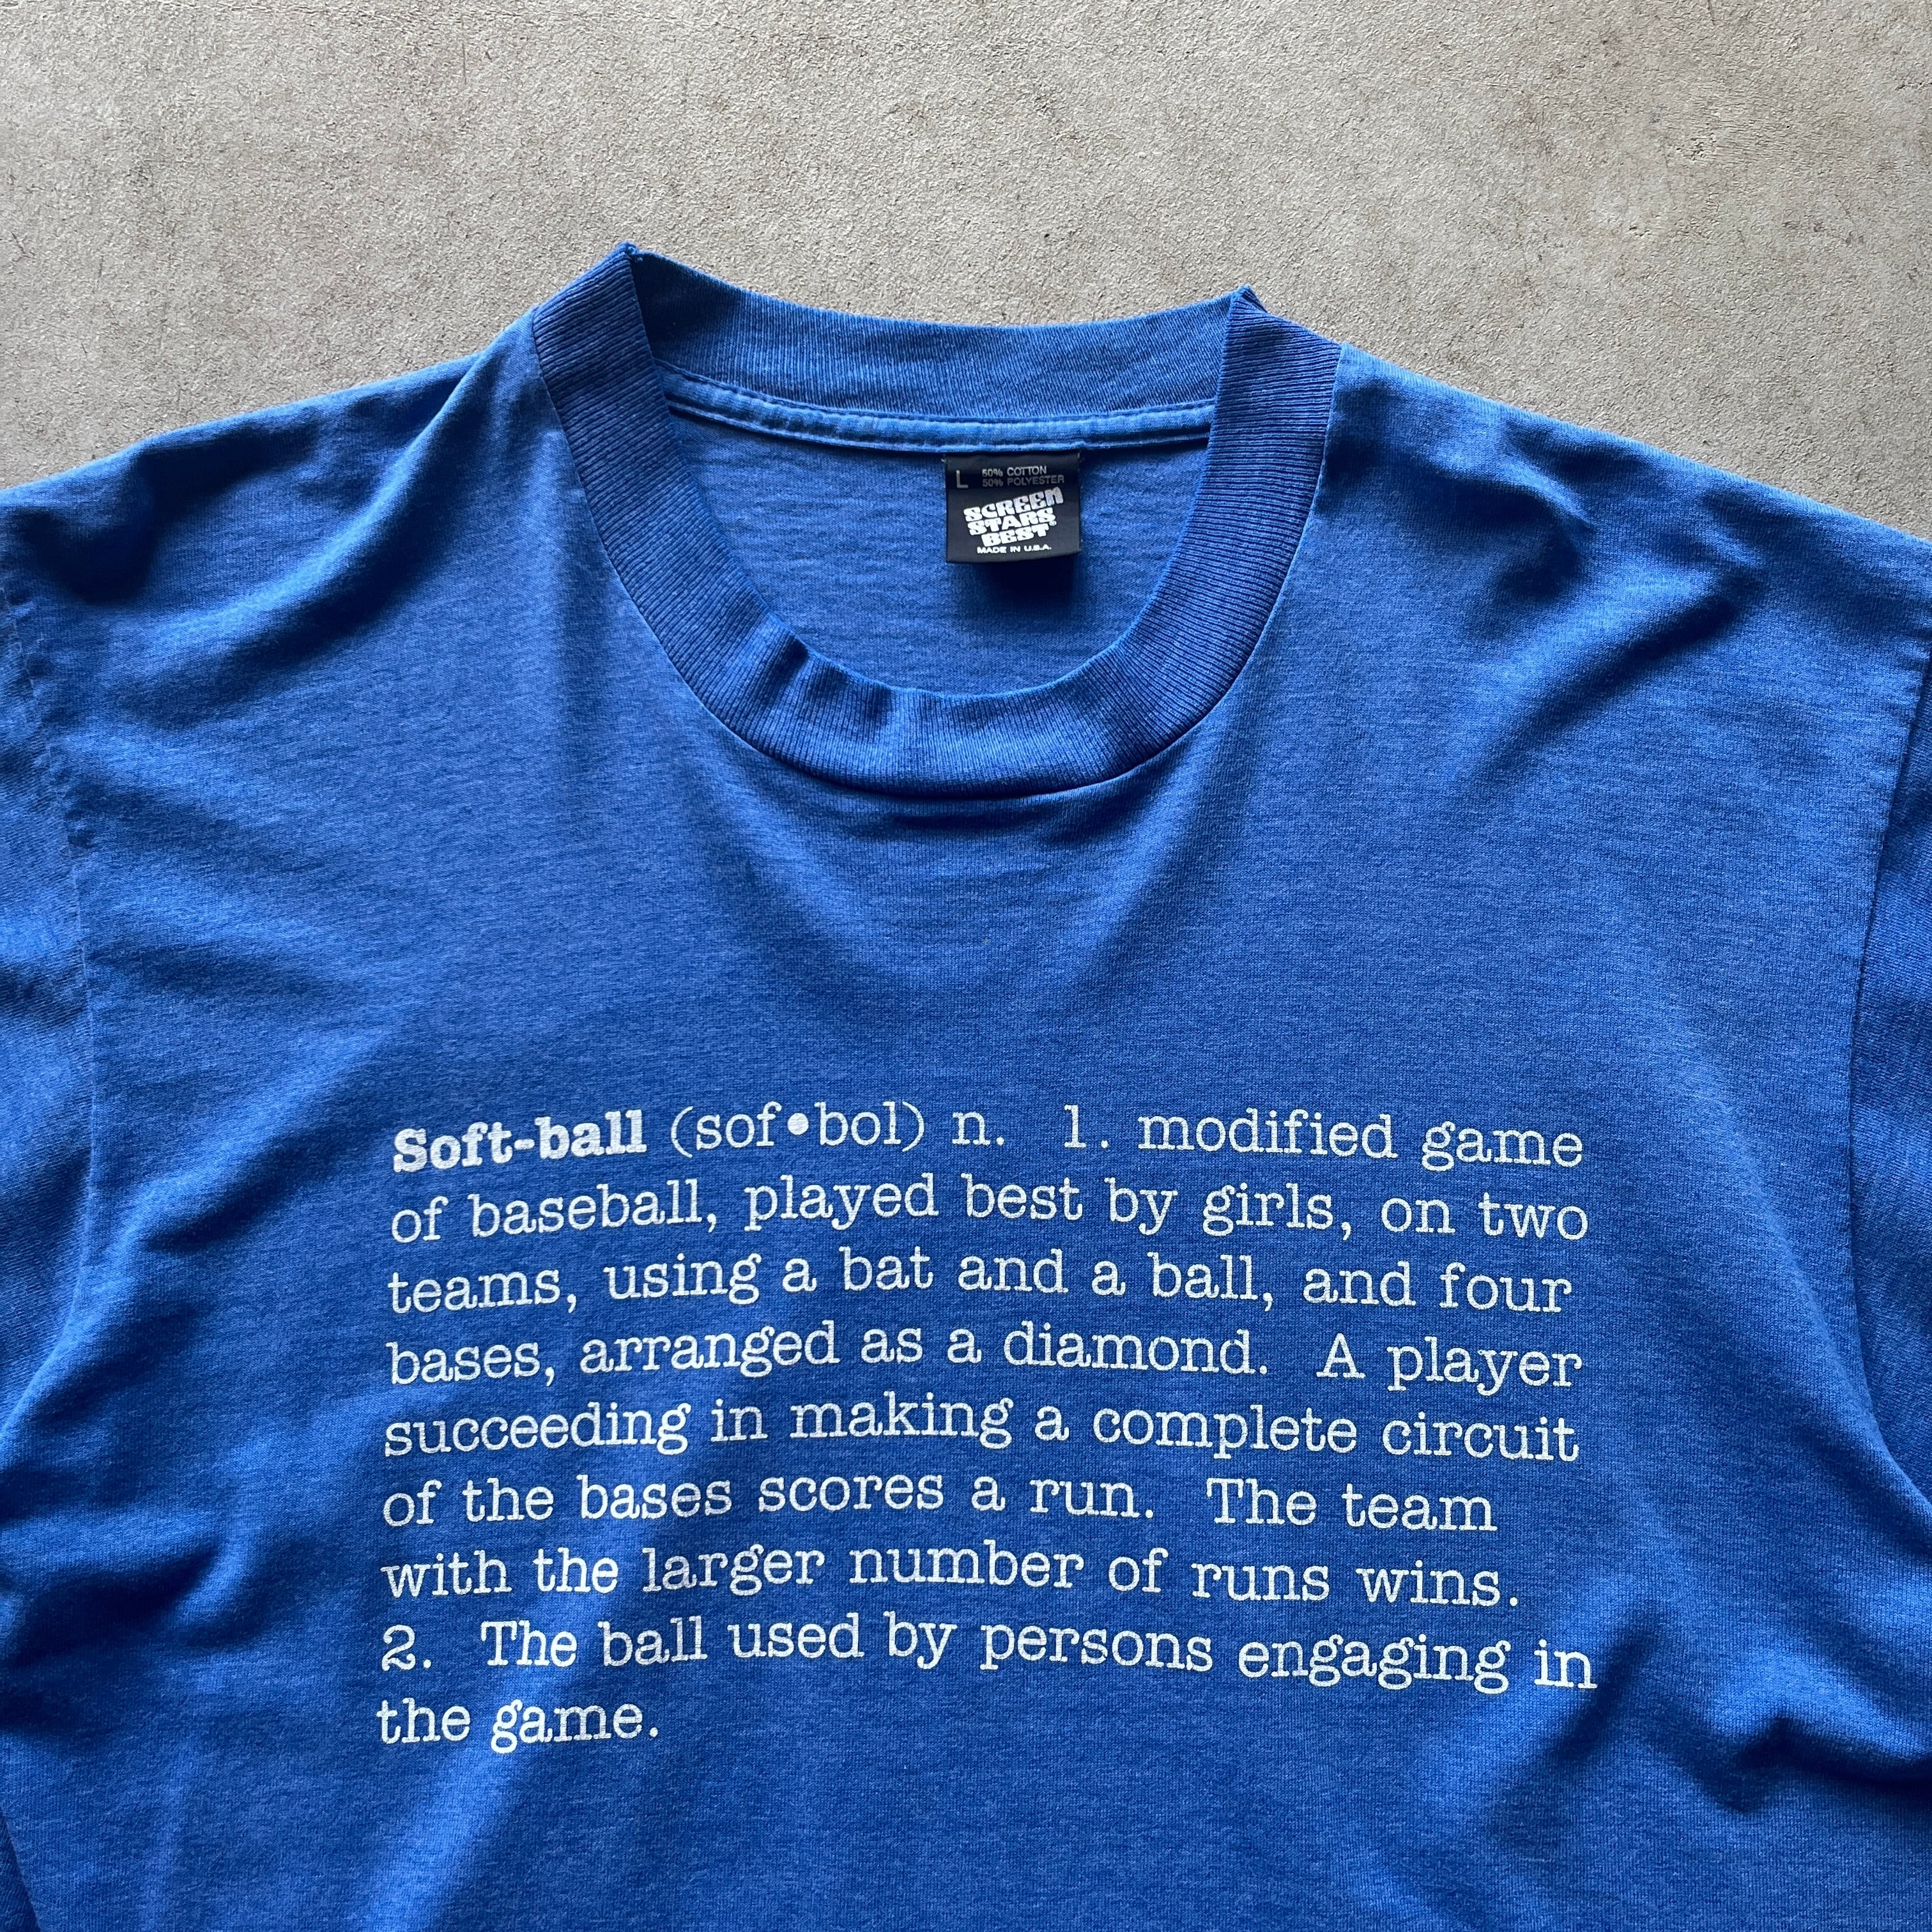 L 50% COTTON
50% POLYESTER
SCREEN
STARS
BEST
MADE IN U.S.A.
Soft-ball (sof•bol) n. 1. modified game
of baseball, played best by girls, on two
teams, using a bat and a ball, and four
bases, arranged as a diamond. A player
succeeding in making a complete circuit
of the bases scores a run. The team
with the larger number of runs wins.
2. The ball used by persons engaging in
the game.